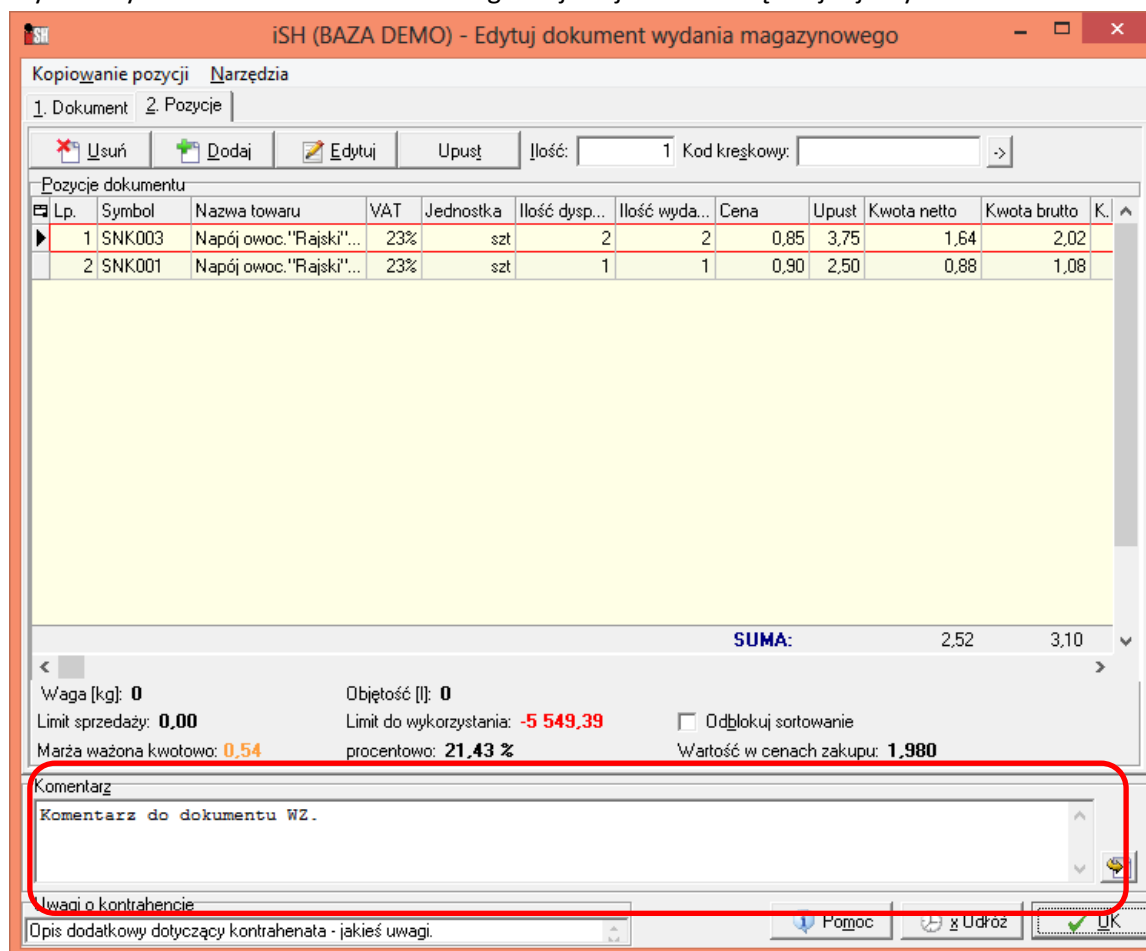 iSH (BAZA DEMO) - Edytuj dokument wydania magazynowego
Kopiowanie pozycji Narzędzia
1. Dokument 2. Pozycje
Usuń Dodaj Edytuj Upust Ilość: 1 Kod kreskowy: ->
Pozycje dokumentu
Lp. Symbol Nazwa towaru VAT Jednostka Ilość dysp... Ilość wyda... Cena Upust Kwota netto Kwota brutto K.
1 SNK003 Napój owoc."Rajski"... 23% szt 2 2 0,85 3,75 1,64 2,02
2 SNK001 Napój owoc."Rajski"... 23% szt 1 1 0,90 2,50 0,88 1,08
SUMA: 2,52 3,10
Waga [kg]: 0 Objętość [l]: 0
Limit sprzedaży: 0,00 Limit do wykorzystania: -5 549,39 Odblokuj sortowanie
Marża ważona kwotowo: 0,54 procentowo: 21,43 % Wartość w cenach zakupu: 1,980
Komentarz
Komentarz do dokumentu WZ.
Uwagi o kontrahencie
Opis dodatkowy dotyczący kontrahenata - jakieś uwagi. Pomoc x Odłóż OK